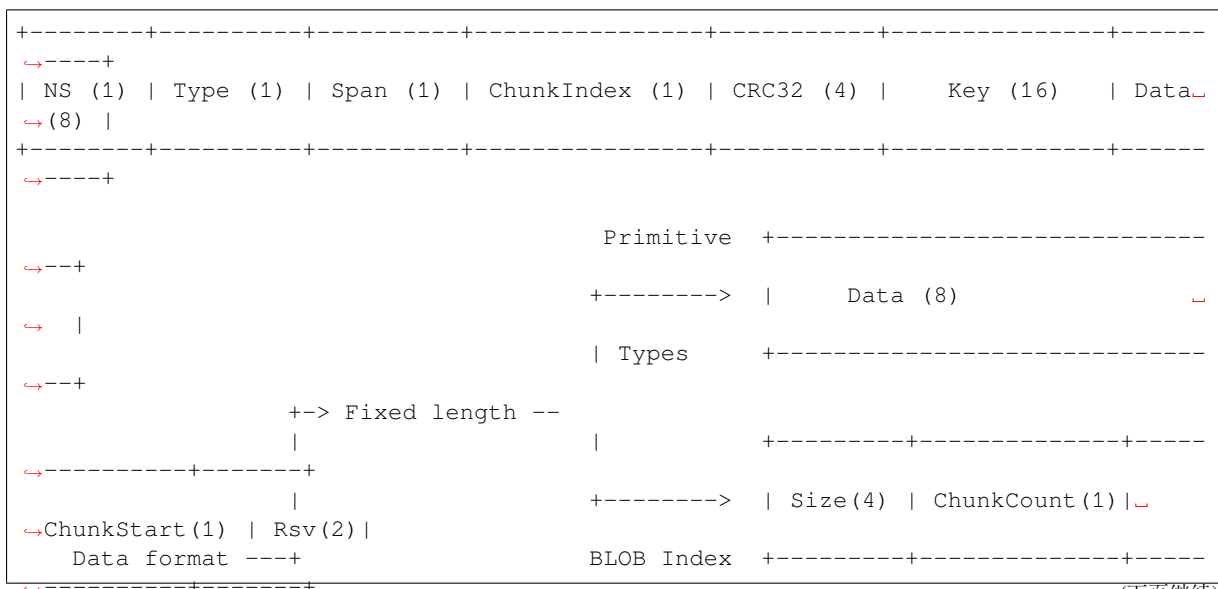 +--------+----------+----------+----------------+-----------+---------------+------
↪----+
| NS (1) | Type (1) | Span (1) | ChunkIndex (1) | CRC32 (4) |    Key (16)   | Data␣
↪(8) |
+--------+----------+----------+----------------+-----------+---------------+------
↪----+
                                         Primitive  +------------------------------
↪--+
                                        +-------->  |     Data (8)                 ␣
↪  |
                                        | Types     +------------------------------
↪--+
                   +-> Fixed length --
                   |                    |           +---------+--------------+-----
↪----------+-------+
                   |                    +-------->  | Size(4) | ChunkCount(1)|␣
↪ChunkStart(1) | Rsv(2)|
    Data format ---+                    BLOB Index  +---------+--------------+-----
↪----------+-------+